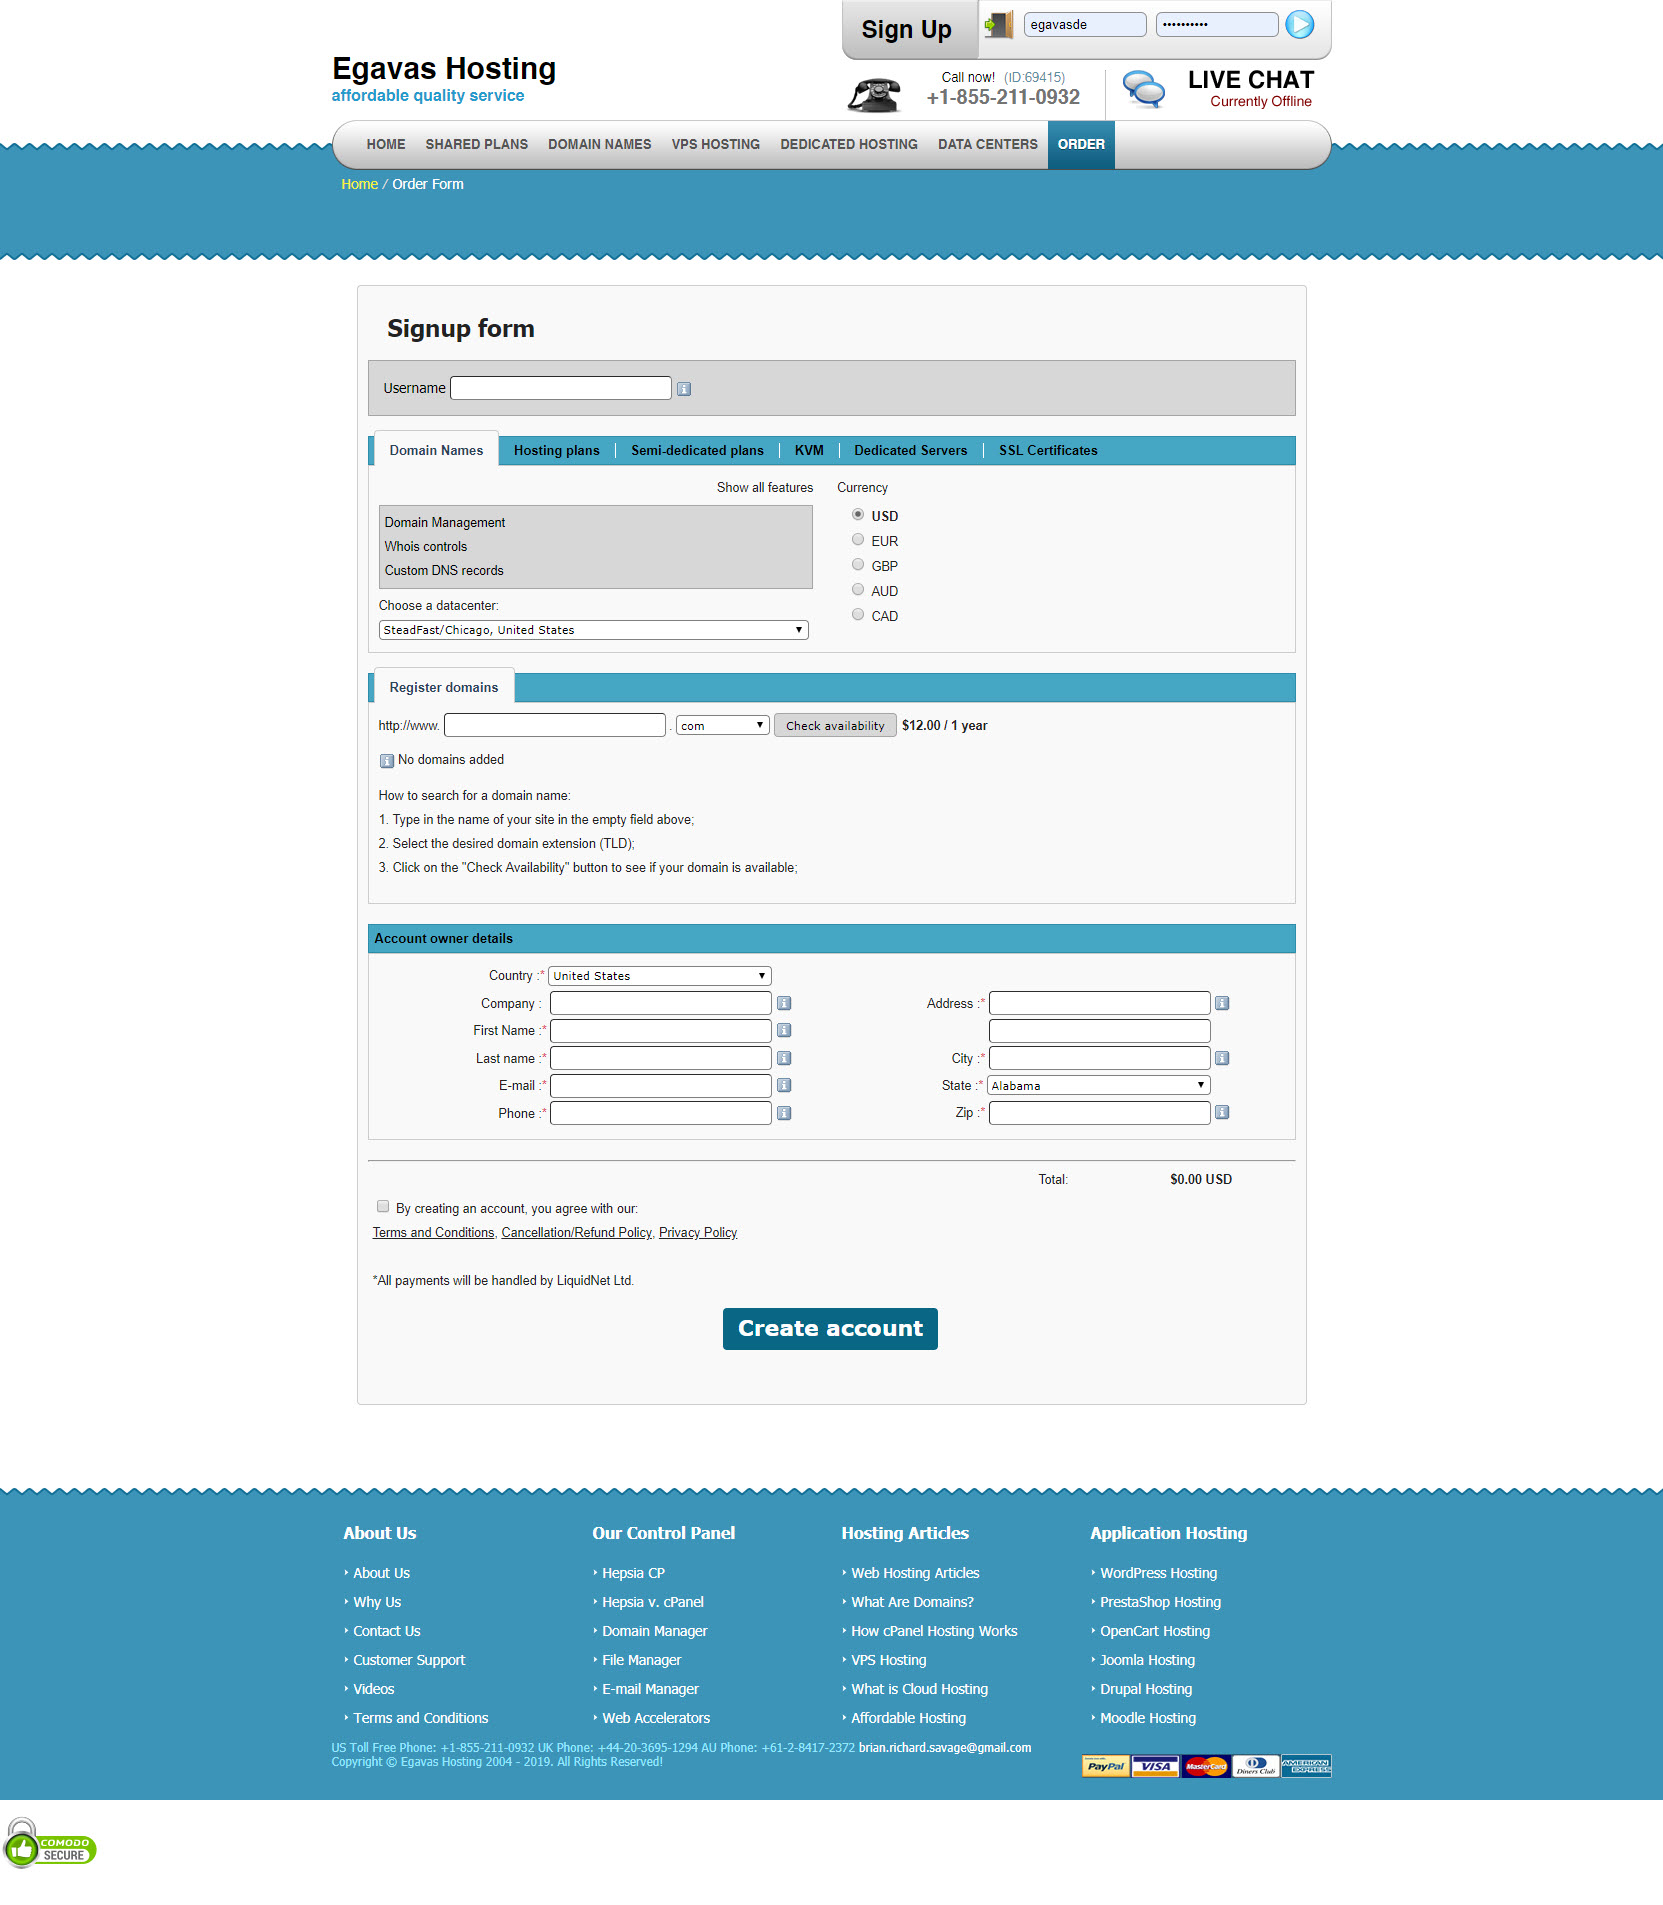 Sign Up
egavasde
••••••••••
Egavas Hosting
affordable quality service
Call now! (ID:69415)
+1-855-211-0932
LIVE CHAT
Currently Offline
HOME SHARED PLANS DOMAIN NAMES VPS HOSTING DEDICATED HOSTING DATA CENTERS ORDER
Home / Order Form
Signup form
Username
Domain Names Hosting plans Semi-dedicated plans KVM Dedicated Servers SSL Certificates
Show all features
Domain Management
Whois controls
Custom DNS records
Choose a datacenter:
SteadFast/Chicago, United States
Currency
USD
EUR
GBP
AUD
CAD
Register domains
http://www. . com Check availability $12.00 / 1 year
No domains added
How to search for a domain name:
1. Type in the name of your site in the empty field above;
2. Select the desired domain extension (TLD);
3. Click on the "Check Availability" button to see if your domain is available;
Account owner details
Country :* United States
Company :
First Name :*
Last name :*
E-mail :*
Phone :*
Address :*
City :*
State :* Alabama
Zip :*
Total: $0.00 USD
By creating an account, you agree with our:
Terms and Conditions, Cancellation/Refund Policy, Privacy Policy
*All payments will be handled by LiquidNet Ltd.
Create account
About Us
About Us
Why Us
Contact Us
Customer Support
Videos
Terms and Conditions
Our Control Panel
Hepsia CP
Hepsia v. cPanel
Domain Manager
File Manager
E-mail Manager
Web Accelerators
Hosting Articles
Web Hosting Articles
What Are Domains?
How cPanel Hosting Works
VPS Hosting
What is Cloud Hosting
Affordable Hosting
Application Hosting
WordPress Hosting
PrestaShop Hosting
OpenCart Hosting
Joomla Hosting
Drupal Hosting
Moodle Hosting
US Toll Free Phone: +1-855-211-0932 UK Phone: +44-20-3695-1294 AU Phone: +61-2-8417-2372 brian.richard.savage@gmail.com
Copyright © Egavas Hosting 2004 - 2019. All Rights Reserved!
PayPal VISA MasterCard Diners Club AMERICAN EXPRESS
COMODO
SECURE